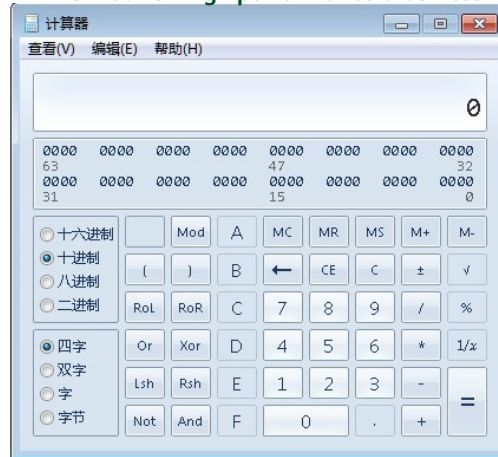 计算器
查看(V) 编辑(E) 帮助(H)
0
0000 0000 0000 0000 0000 0000 0000 0000
63 47 32
0000 0000 0000 0000 0000 0000 0000 0000
31 15 0
十六进制
十进制
八进制
二进制
四字
双字
字
字节
Mod A MC MR MS M+ M-
( ) B ← CE C ± √
RoL RoR C 7 8 9 / %
Or Xor D 4 5 6 * 1/x
Lsh Rsh E 1 2 3 - =
Not And F 0 . +